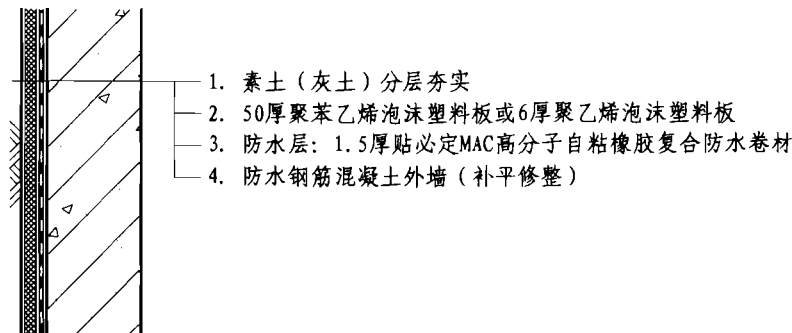 1. 素土（灰土）分层夯实
2. 50厚聚苯乙烯泡沫塑料板或6厚聚乙烯泡沫塑料板
3. 防水层：1.5厚贴必定MAC高分子自粘橡胶复合防水卷材
4. 防水钢筋混凝土外墙（补平修整）